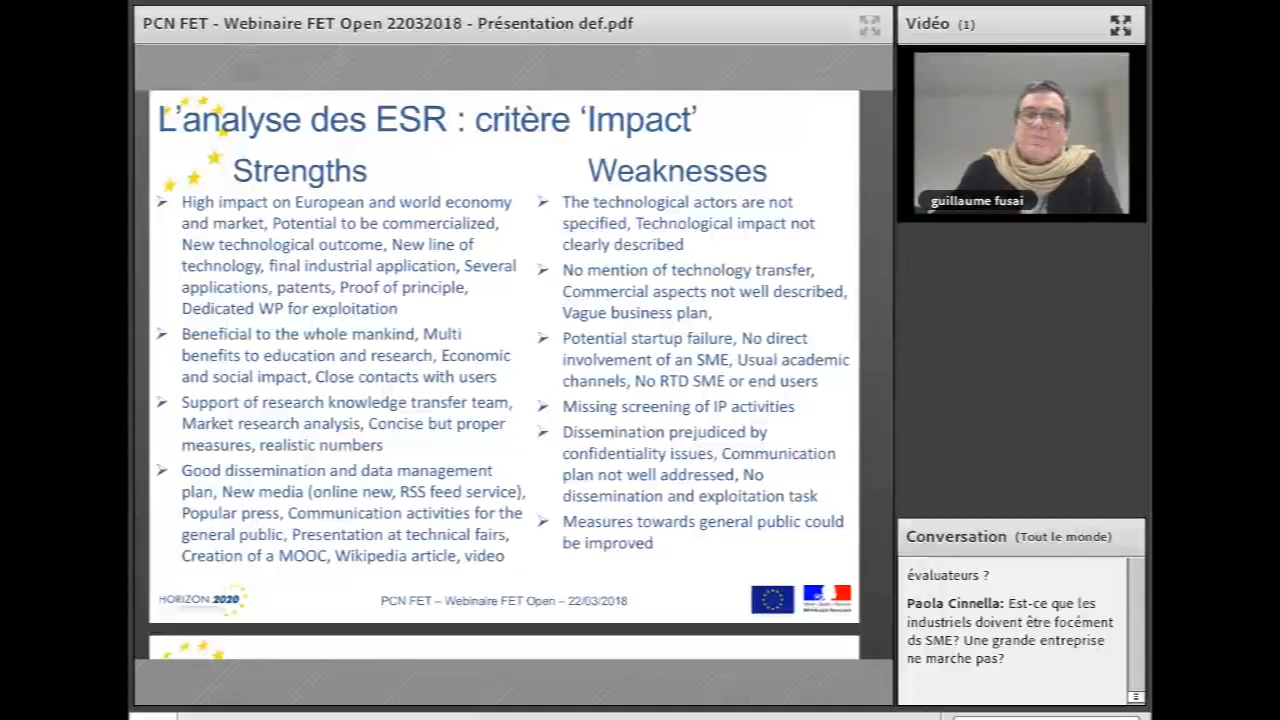 PCN FET - Webinaire FET Open 22032018 - Présentation def.pdf
L’analyse des ESR : critère ‘Impact’
Strengths
High impact on European and world economy
and market, Potential to be commercialized,
New technological outcome, New line of
technology, final industrial application, Several
applications, patents, Proof of principle,
Dedicated WP for exploitation
Beneficial to the whole mankind, Multi
benefits to education and research, Economic
and social impact, Close contacts with users
Support of research knowledge transfer team,
Market research analysis, Concise but proper
measures, realistic numbers
Good dissemination and data management
plan, New media (online new, RSS feed service),
Popular press, Communication activities for the
general public, Presentation at technical fairs,
Creation of a MOOC, Wikipedia article, video
Weaknesses
The technological actors are not
specified, Technological impact not
clearly described
No mention of technology transfer,
Commercial aspects not well described,
Vague business plan,
Potential startup failure, No direct
involvement of an SME, Usual academic
channels, No RTD SME or end users
Missing screening of IP activities
Dissemination prejudiced by
confidentiality issues, Communication
plan not well addressed, No
dissemination and exploitation task
Measures towards general public could
be improved
HORIZON 2020
PCN FET – Webinaire FET Open – 22/03/2018
Vidéo (1)
guillaume fusai
Conversation (Tout le monde)
évaluateurs ?
Paola Cinnella: Est-ce que les
industriels doivent être focément
ds SME? Une grande entreprise
ne marche pas?